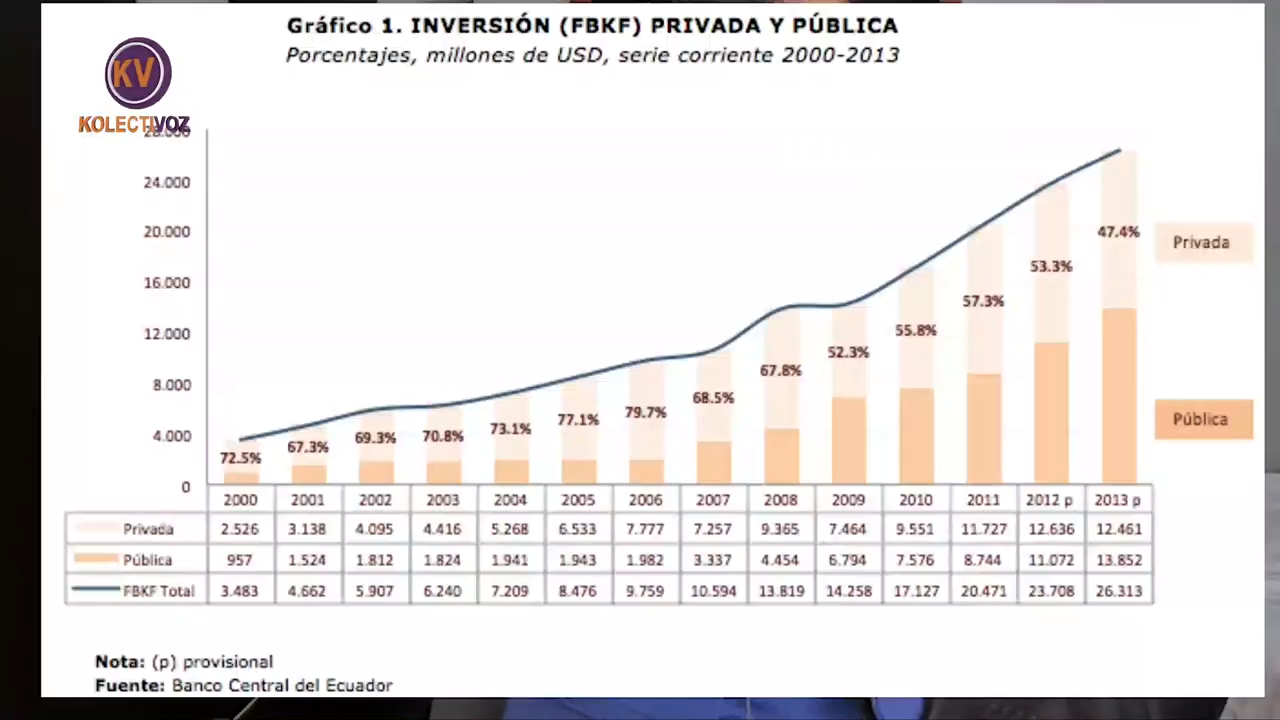 Gráfico 1. INVERSIÓN (FBKF) PRIVADA Y PÚBLICA
Porcentajes, millones de USD, serie corriente 2000-2013
KV
KOLECTIVOZ
28.000
24.000
20.000
16.000
12.000
8.000
4.000
0
72.5% 67.3% 69.3% 70.8% 73.1% 77.1% 79.7% 68.5% 67.8% 52.3% 55.8% 57.3% 53.3% 47.4%
Privada
Pública
2000 2001 2002 2003 2004 2005 2006 2007 2008 2009 2010 2011 2012 p 2013 p
Privada 2.526 3.138 4.095 4.416 5.268 6.533 7.777 7.257 9.365 7.464 9.551 11.727 12.636 12.461
Pública 957 1.524 1.812 1.824 1.941 1.943 1.982 3.337 4.454 6.794 7.576 8.744 11.072 13.852
FBKF Total 3.483 4.662 5.907 6.240 7.209 8.476 9.759 10.594 13.819 14.258 17.127 20.471 23.708 26.313
Nota: (p) provisional
Fuente: Banco Central del Ecuador